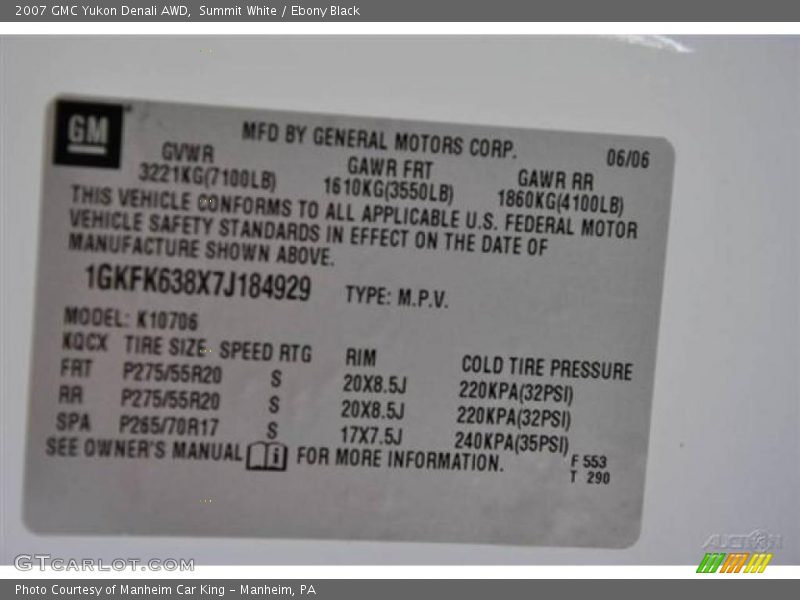 2007 GMC Yukon Denali AWD,  Summit White / Ebony Black
GM
MFD BY GENERAL MOTORS CORP.
06/06
GVWR GAWR FRT GAWR RR
3221KG(7100LB) 1610KG(3550LB) 1860KG(4100LB)
THIS VEHICLE CONFORMS TO ALL APPLICABLE U.S. FEDERAL MOTOR
VEHICLE SAFETY STANDARDS IN EFFECT ON THE DATE OF
MANUFACTURE SHOWN ABOVE.
1GKFK638X7J184929 TYPE: M.P.V.
MODEL: K10706
KQCX TIRE SIZE SPEED RTG RIM COLD TIRE PRESSURE
FRT P275/55R20 S 20X8.5J 220KPA(32PSI)
RR P275/55R20 S 20X8.5J 220KPA(32PSI)
SPA P265/70R17 S 17X7.5J 240KPA(35PSI)
SEE OWNER'S MANUAL FOR MORE INFORMATION.
F 553
T 290
GCCARLOT.COM
Photo Courtesy of Manheim Car King - Manheim, PA